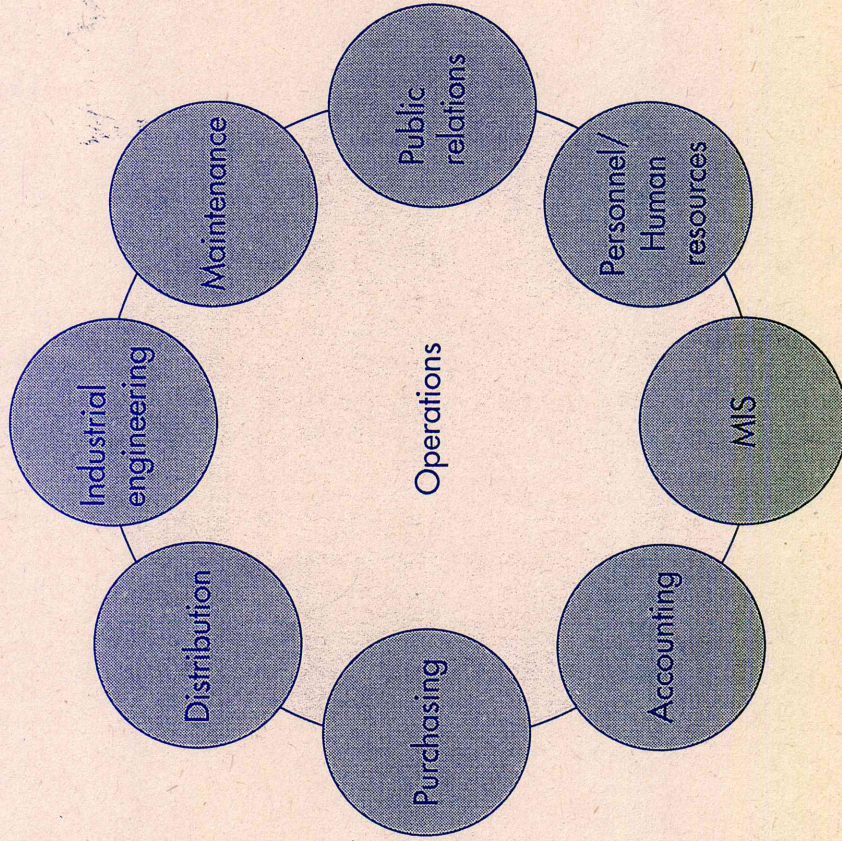 Industrial
engineering
Distribution
Maintenance
Purchasing
Operations
Public
relations
Accounting
Personnel/
Human
resources
MIS